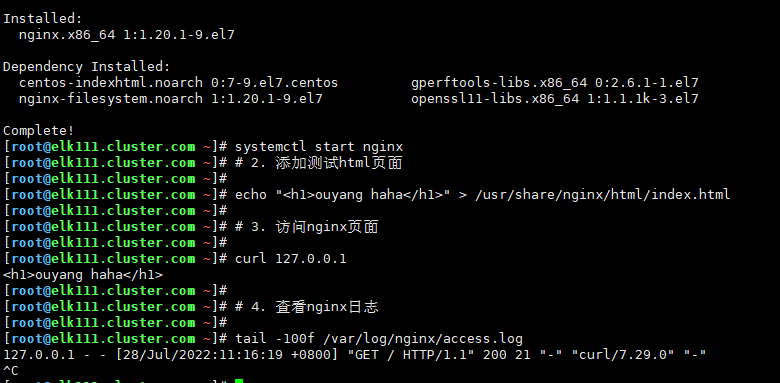 Installed:
  nginx.x86_64 1:1.20.1-9.el7
Dependency Installed:
  centos-indexhtml.noarch 0:7-9.el7.centos         gperftools-libs.x86_64 0:2.6.1-1.el7
  nginx-filesystem.noarch 1:1.20.1-9.el7           openssl11-libs.x86_64 1:1.1.1k-3.el7
Complete!
[root@elk111.cluster.com ~]# systemctl start nginx
[root@elk111.cluster.com ~]# # 2. 添加测试html页面
[root@elk111.cluster.com ~]#
[root@elk111.cluster.com ~]# echo "<h1>ouyang haha</h1>" > /usr/share/nginx/html/index.html
[root@elk111.cluster.com ~]#
[root@elk111.cluster.com ~]# # 3. 访问nginx页面
[root@elk111.cluster.com ~]#
[root@elk111.cluster.com ~]# curl 127.0.0.1
<h1>ouyang haha</h1>
[root@elk111.cluster.com ~]#
[root@elk111.cluster.com ~]# # 4. 查看nginx日志
[root@elk111.cluster.com ~]#
[root@elk111.cluster.com ~]# tail -100f /var/log/nginx/access.log
127.0.0.1 - - [28/Jul/2022:11:16:19 +0800] "GET / HTTP/1.1" 200 21 "-" "curl/7.29.0" "-"
^C
[root@elk111.cluster.com ~]#